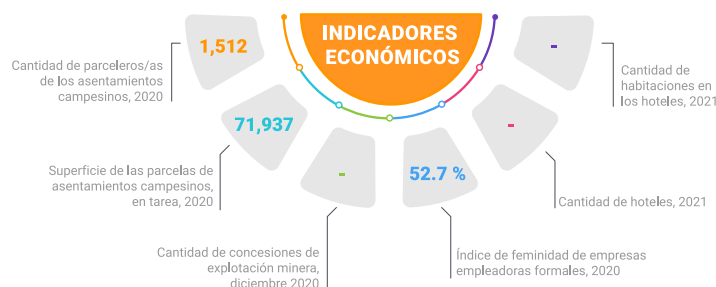 INDICADORES
ECONÓMICOS
1,512
Cantidad de parceleros/as
de los asentamientos
campesinos, 2020
71,937
Superficie de las parcelas de
asentamientos campesinos,
en tarea, 2020
-
Cantidad de concesiones de
explotación minera,
diciembre 2020
52.7 %
Índice de feminidad de empresas
empleadoras formales, 2020
-
Cantidad de hoteles, 2021
-
Cantidad de
habitaciones en
los hoteles, 2021